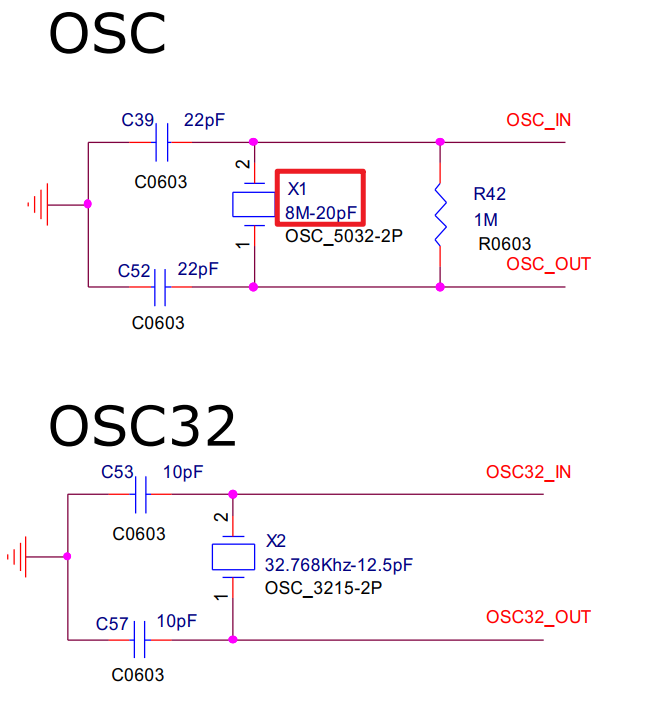 OSC
C39 22pF
OSC_IN
C0603
2
X1
8M-20pF
1
OSC_5032-2P
R42
1M
R0603
C52 22pF
OSC_OUT
C0603
OSC32
C53 10pF
OSC32_IN
C0603
2
X2
32.768Khz-12.5pF
OSC_3215-2P
1
C57 10pF
OSC32_OUT
C0603